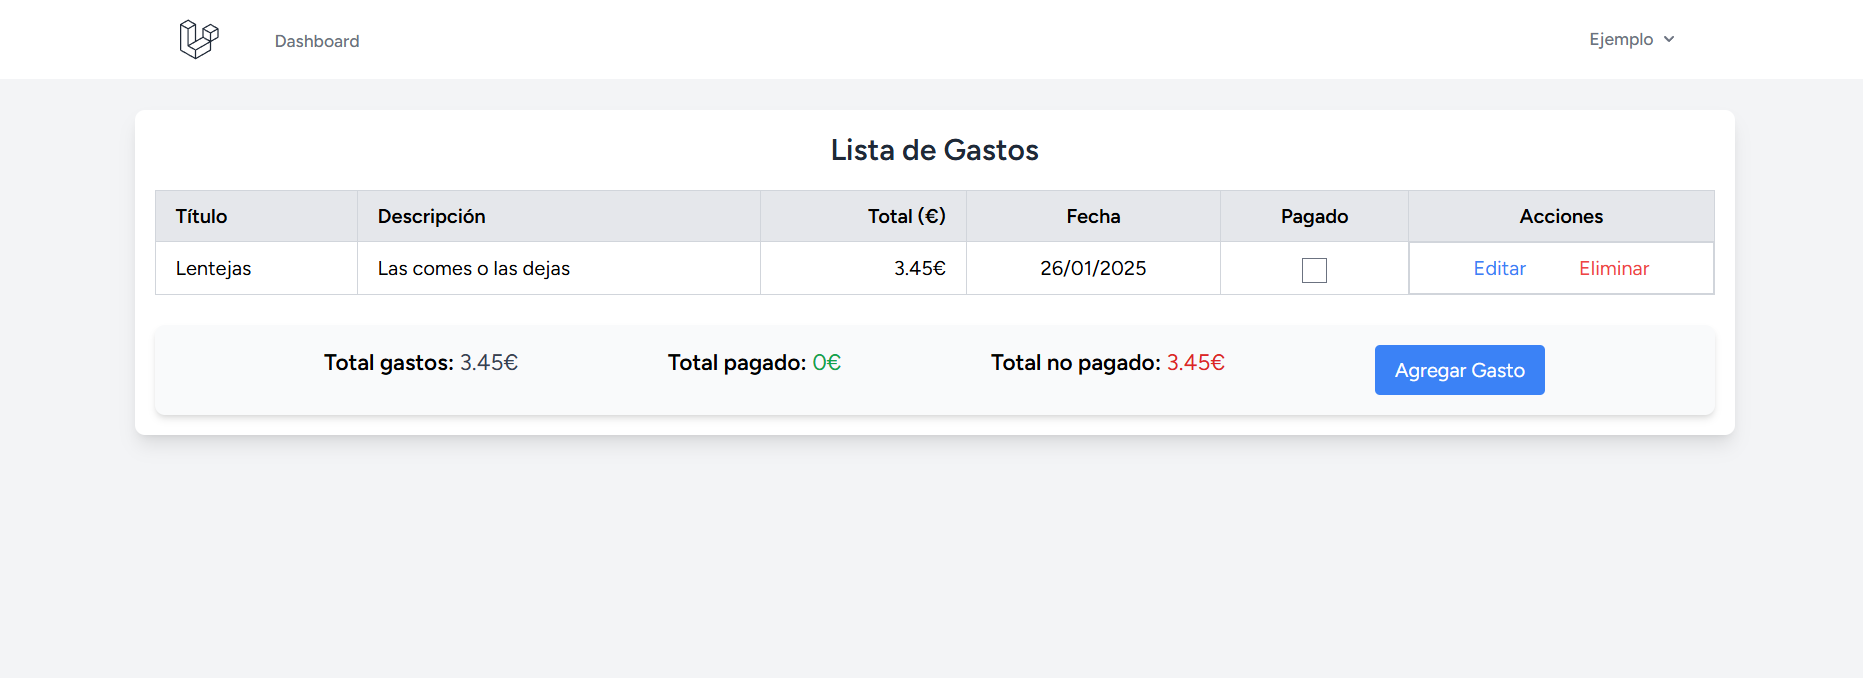 Dashboard
Ejemplo
Lista de Gastos
Título Descripción Total (€) Fecha Pagado Acciones
Lentejas Las comes o las dejas 3.45€ 26/01/2025 Editar Eliminar
Total gastos: 3.45€ Total pagado: 0€ Total no pagado: 3.45€ Agregar Gasto